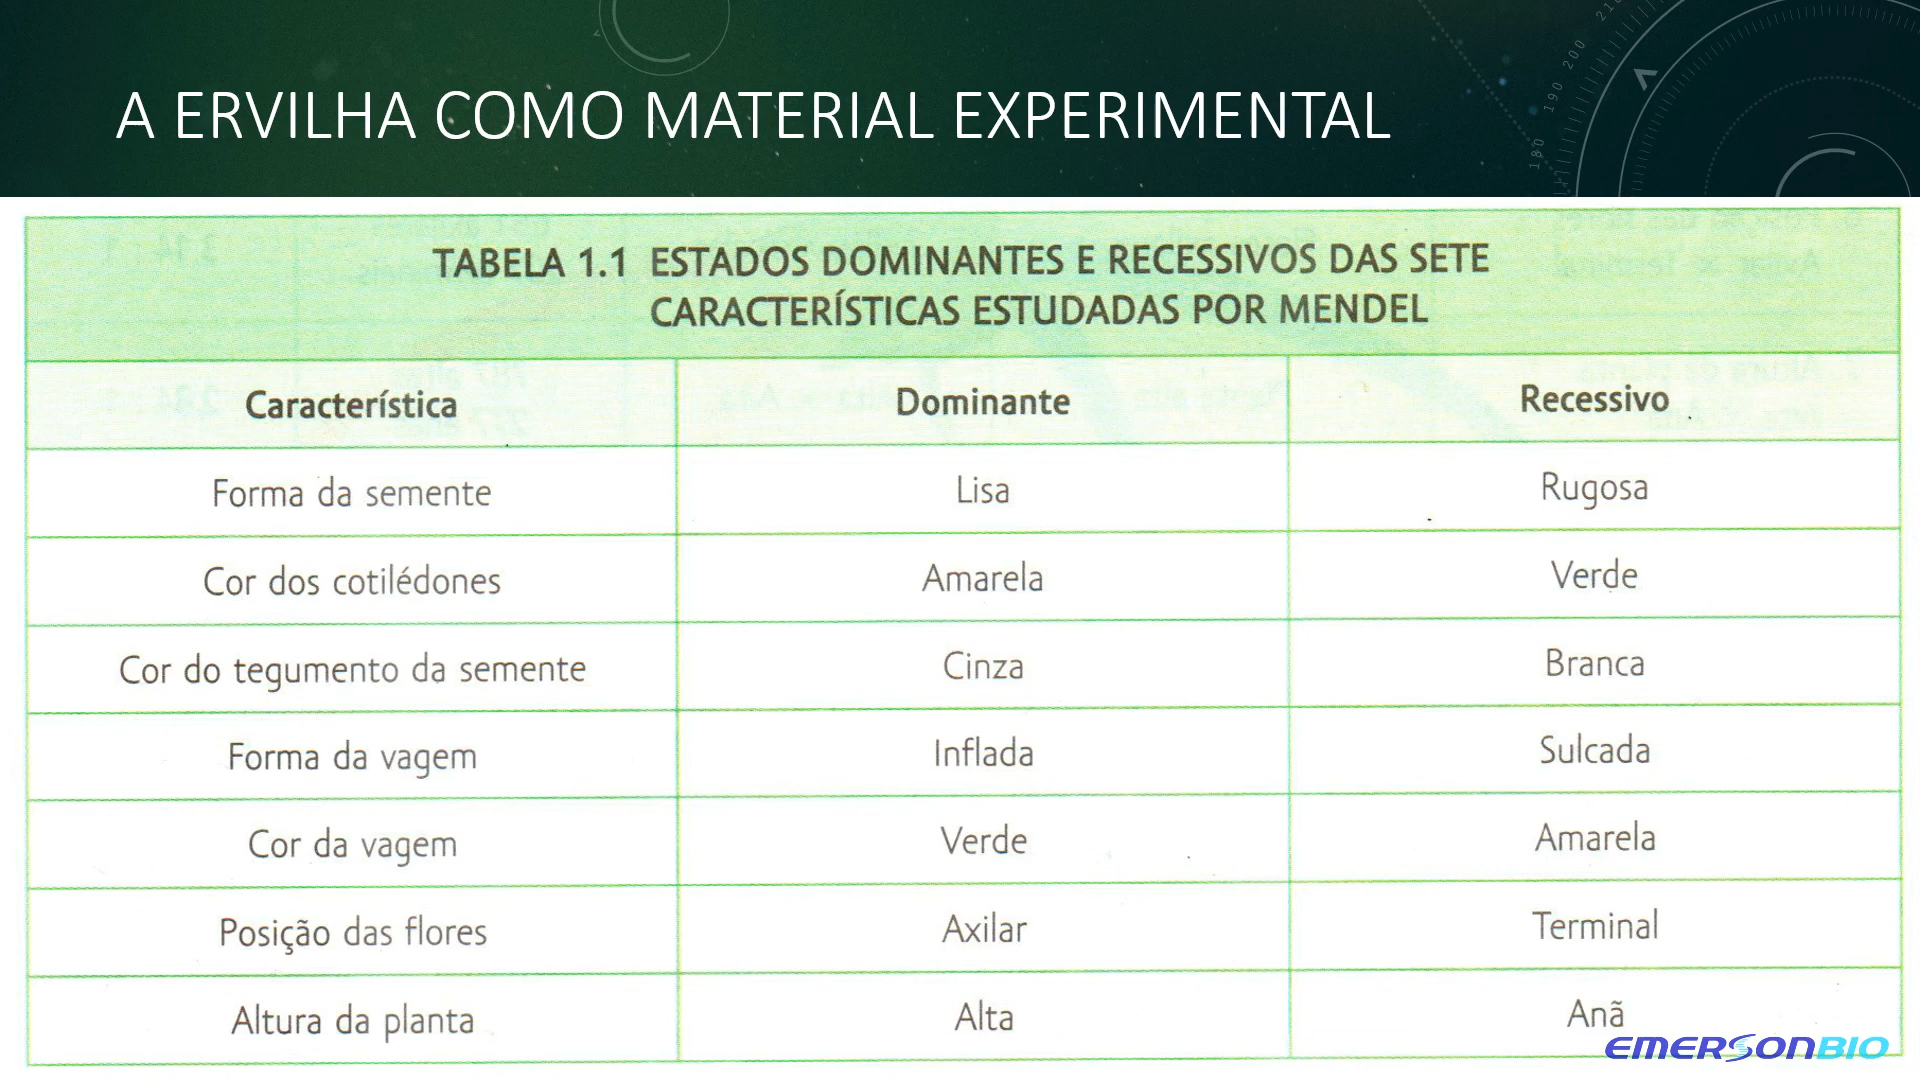 A ERVILHA COMO MATERIAL EXPERIMENTAL
TABELA 1.1 ESTADOS DOMINANTES E RECESSIVOS DAS SETE
CARACTERÍSTICAS ESTUDADAS POR MENDEL
Característica Dominante Recessivo
Forma da semente Lisa Rugosa
Cor dos cotilédones Amarela Verde
Cor do tegumento da semente Cinza Branca
Forma da vagem Inflada Sulcada
Cor da vagem Verde Amarela
Posição das flores Axilar Terminal
Altura da planta Alta Anã
EMERSONBIO
180
190
200